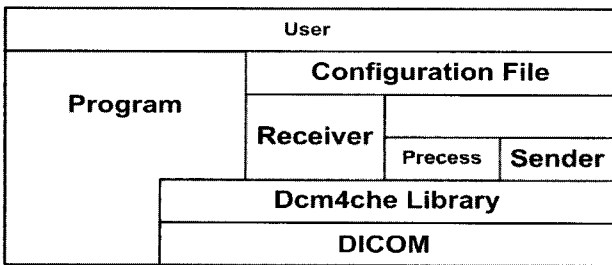 User
Configuration File
Program
Receiver
Precess
Sender
Dcm4che Library
DICOM